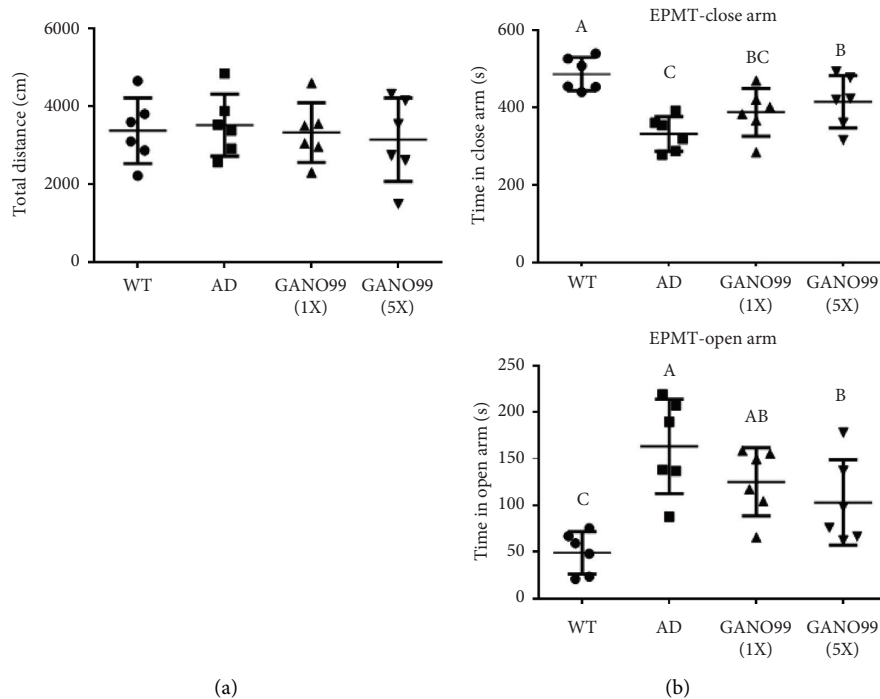 6000
4000
2000
0
Total distance (cm)
WT
AD
GANO99
(1X)
GANO99
(5X)
(a)
EPMT-close arm
600
400
200
0
Time in close arm (s)
A
C
BC
B
WT
AD
GANO99
(1X)
GANO99
(5X)
EPMT-open arm
250
200
150
100
50
0
Time in open arm (s)
C
A
AB
B
WT
AD
GANO99
(1X)
GANO99
(5X)
(b)